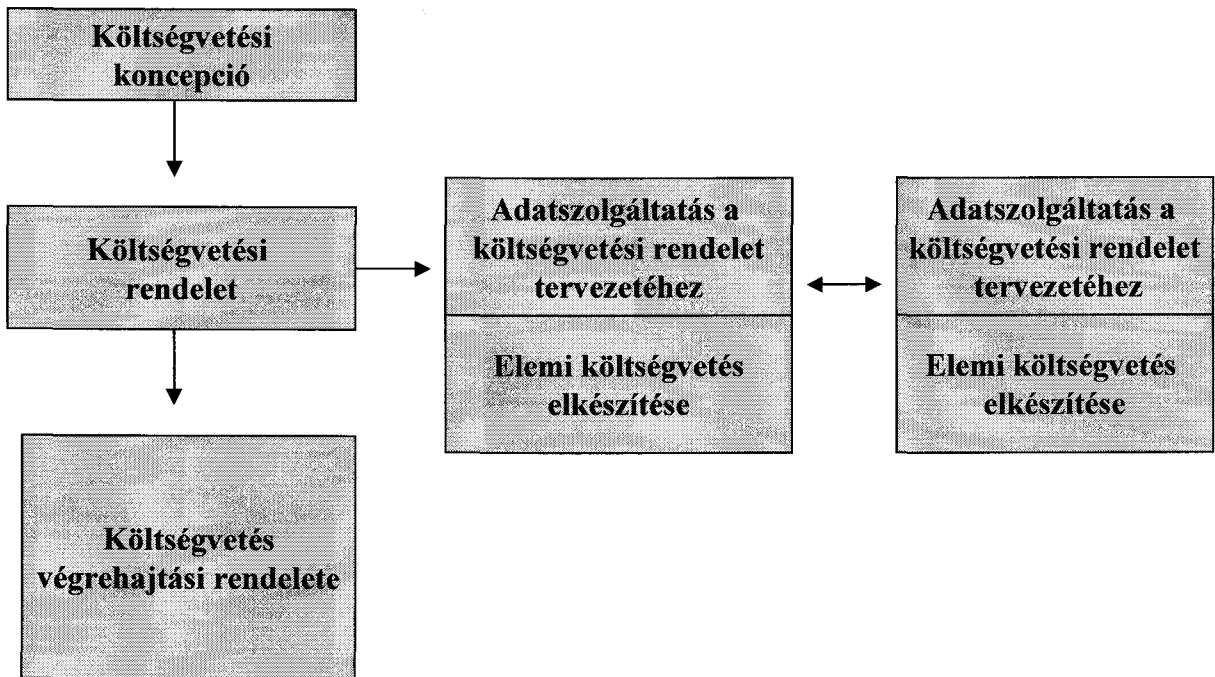 Költségvetési
koncepció
Költségvetési
rendelet
Adatszolgáltatás a
költségvetési rendelet
tervezetéhez
Elemi költségvetés
elkészítése
Adatszolgáltatás a
költségvetési rendelet
tervezetéhez
Elemi költségvetés
elkészítése
Költségvetés
végrehajtási rendelete